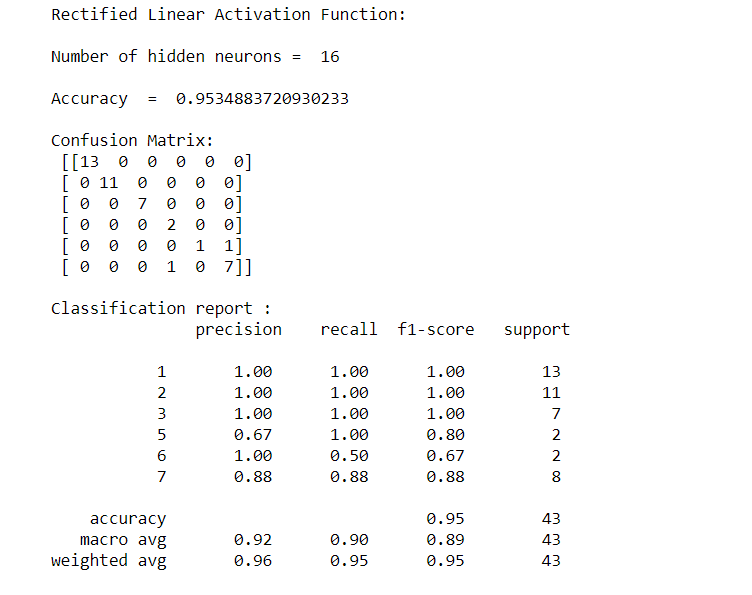 Rectified Linear Activation Function:
Number of hidden neurons =  16
Accuracy  =  0.9534883720930233
Confusion Matrix:
[[13  0  0  0  0  0]
[ 0 11  0  0  0  0]
[ 0  0  7  0  0  0]
[ 0  0  0  2  0  0]
[ 0  0  0  0  1  1]
[ 0  0  0  1  0  7]]
Classification report :
precision    recall  f1-score   support
1       1.00      1.00      1.00        13
2       1.00      1.00      1.00        11
3       1.00      1.00      1.00         7
5       0.67      1.00      0.80         2
6       1.00      0.50      0.67         2
7       0.88      0.88      0.88         8
accuracy                           0.95        43
macro avg       0.92      0.90      0.89        43
weighted avg       0.96      0.95      0.95        43